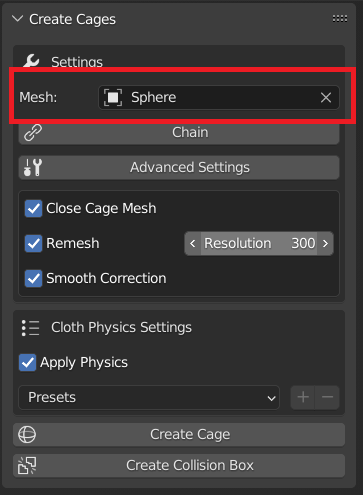 Create Cages
Settings
Mesh: Sphere
Chain
Advanced Settings
Close Cage Mesh
Remesh Resolution 300
Smooth Correction
Cloth Physics Settings
Apply Physics
Presets
Create Cage
Create Collision Box